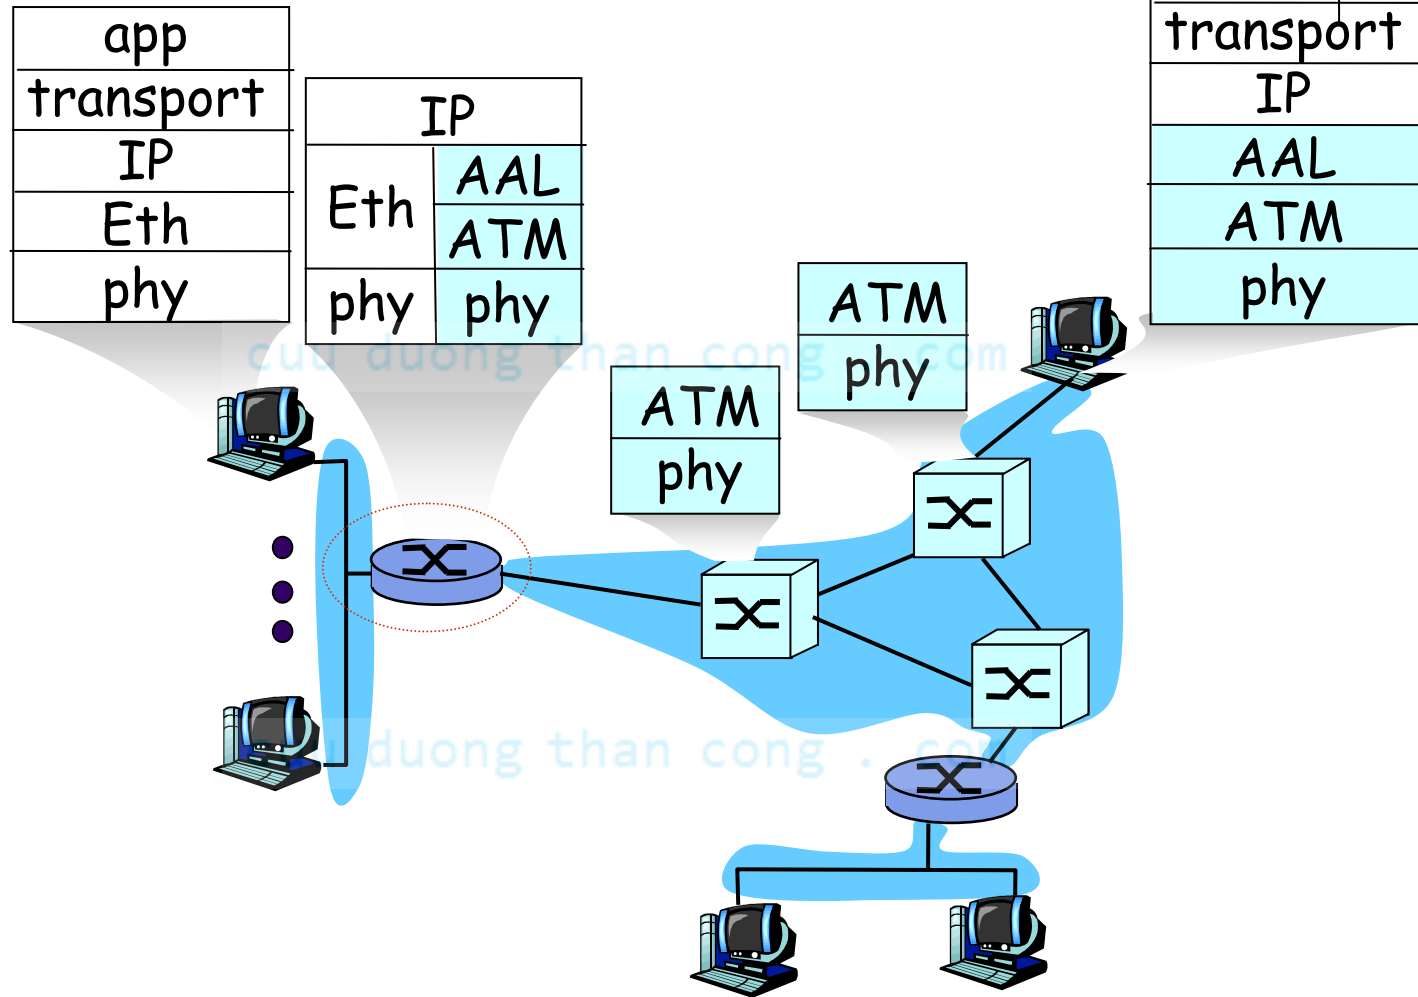 app
transport
IP
Eth
phy
IP
Eth
AAL
ATM
phy
phy
ATM
phy
ATM
phy
transport
IP
AAL
ATM
phy
cuu duong than cong . com
cuu duong than cong . com